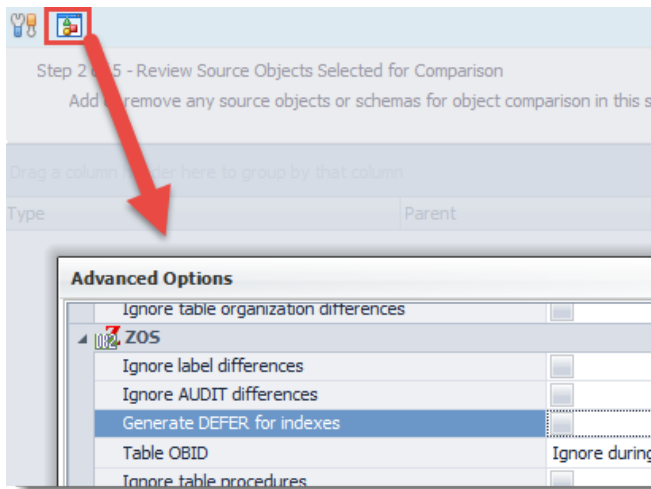 Step 2 of 5 - Review Source Objects Selected for Comparison
Add or remove any source objects or schemas for object comparison in this s
Drag a column header here to group by that column
Type Parent
Advanced Options
Ignore table organization differences
DB2 Z ZOS
Ignore label differences
Ignore AUDIT differences
Generate DEFER for indexes
Table OBID Ignore during
Ignore table procedures